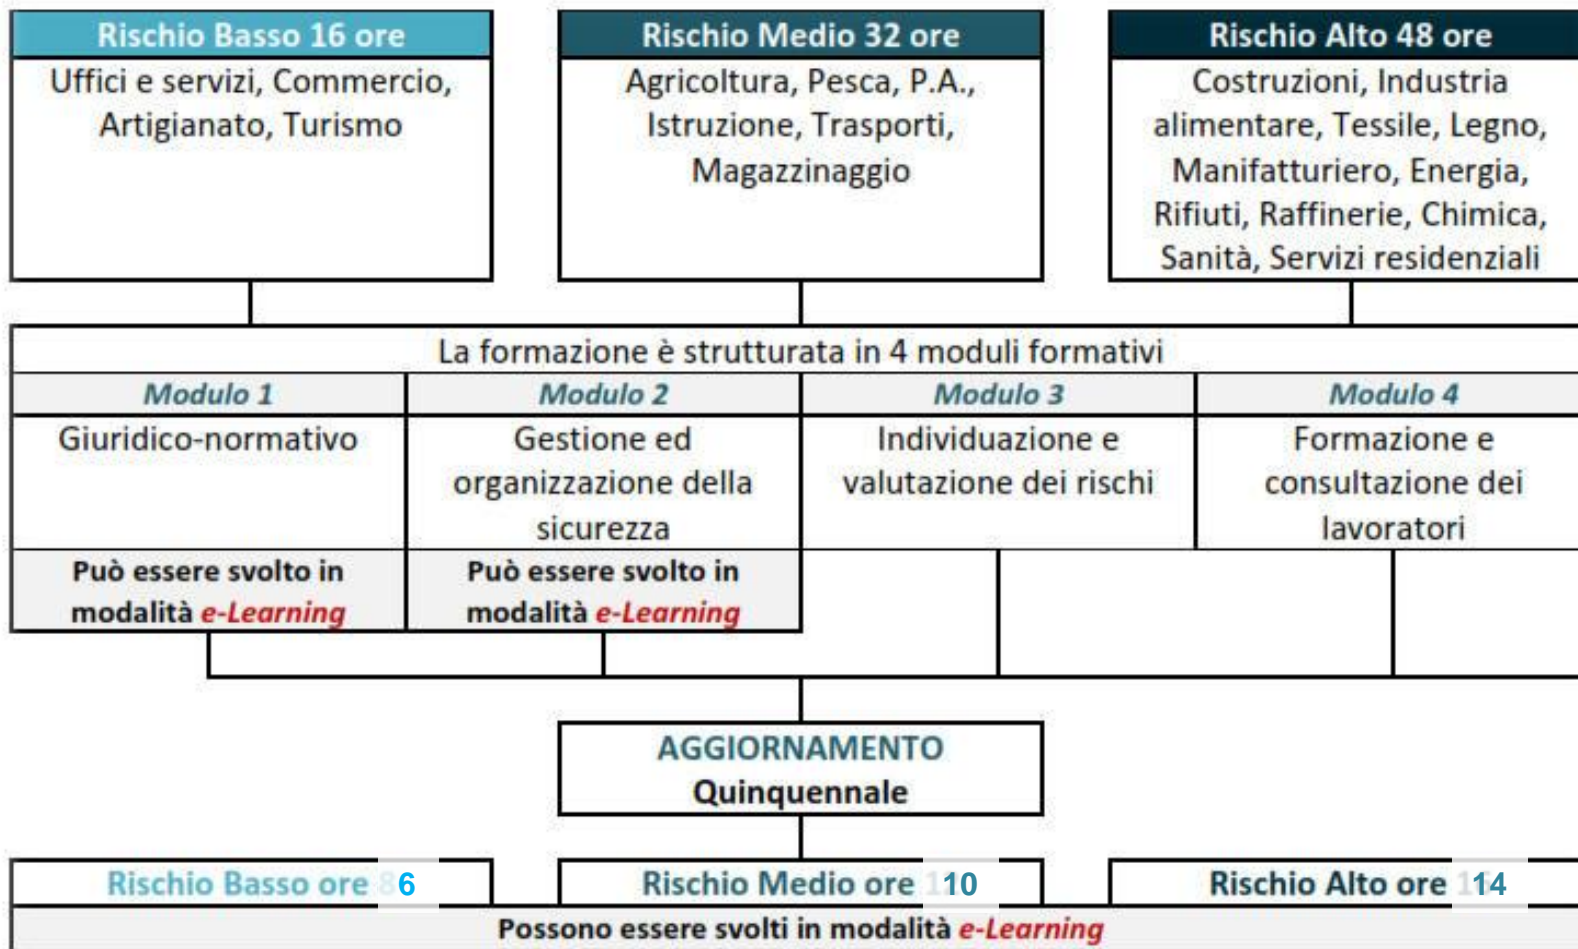 Rischio Basso 16 ore
Uffici e servizi, Commercio,
Artigianato, Turismo
Rischio Medio 32 ore
Agricoltura, Pesca, P.A.,
Istruzione, Trasporti,
Magazzinaggio
Rischio Alto 48 ore
Costruzioni, Industria
alimentare, Tessile, Legno,
Manifatturiero, Energia,
Rifiuti, Raffinerie, Chimica,
Sanità, Servizi residenziali
La formazione è strutturata in 4 moduli formativi
Modulo 1
Giuridico-normativo
Può essere svolto in
modalità e-Learning
Modulo 2
Gestione ed
organizzazione della
sicurezza
Può essere svolto in
modalità e-Learning
Modulo 3
Individuazione e
valutazione dei rischi
Modulo 4
Formazione e
consultazione dei
lavoratori
AGGIORNAMENTO
Quinquennale
Rischio Basso ore 6
Rischio Medio ore 10
Rischio Alto ore 14
Possono essere svolti in modalità e-Learning